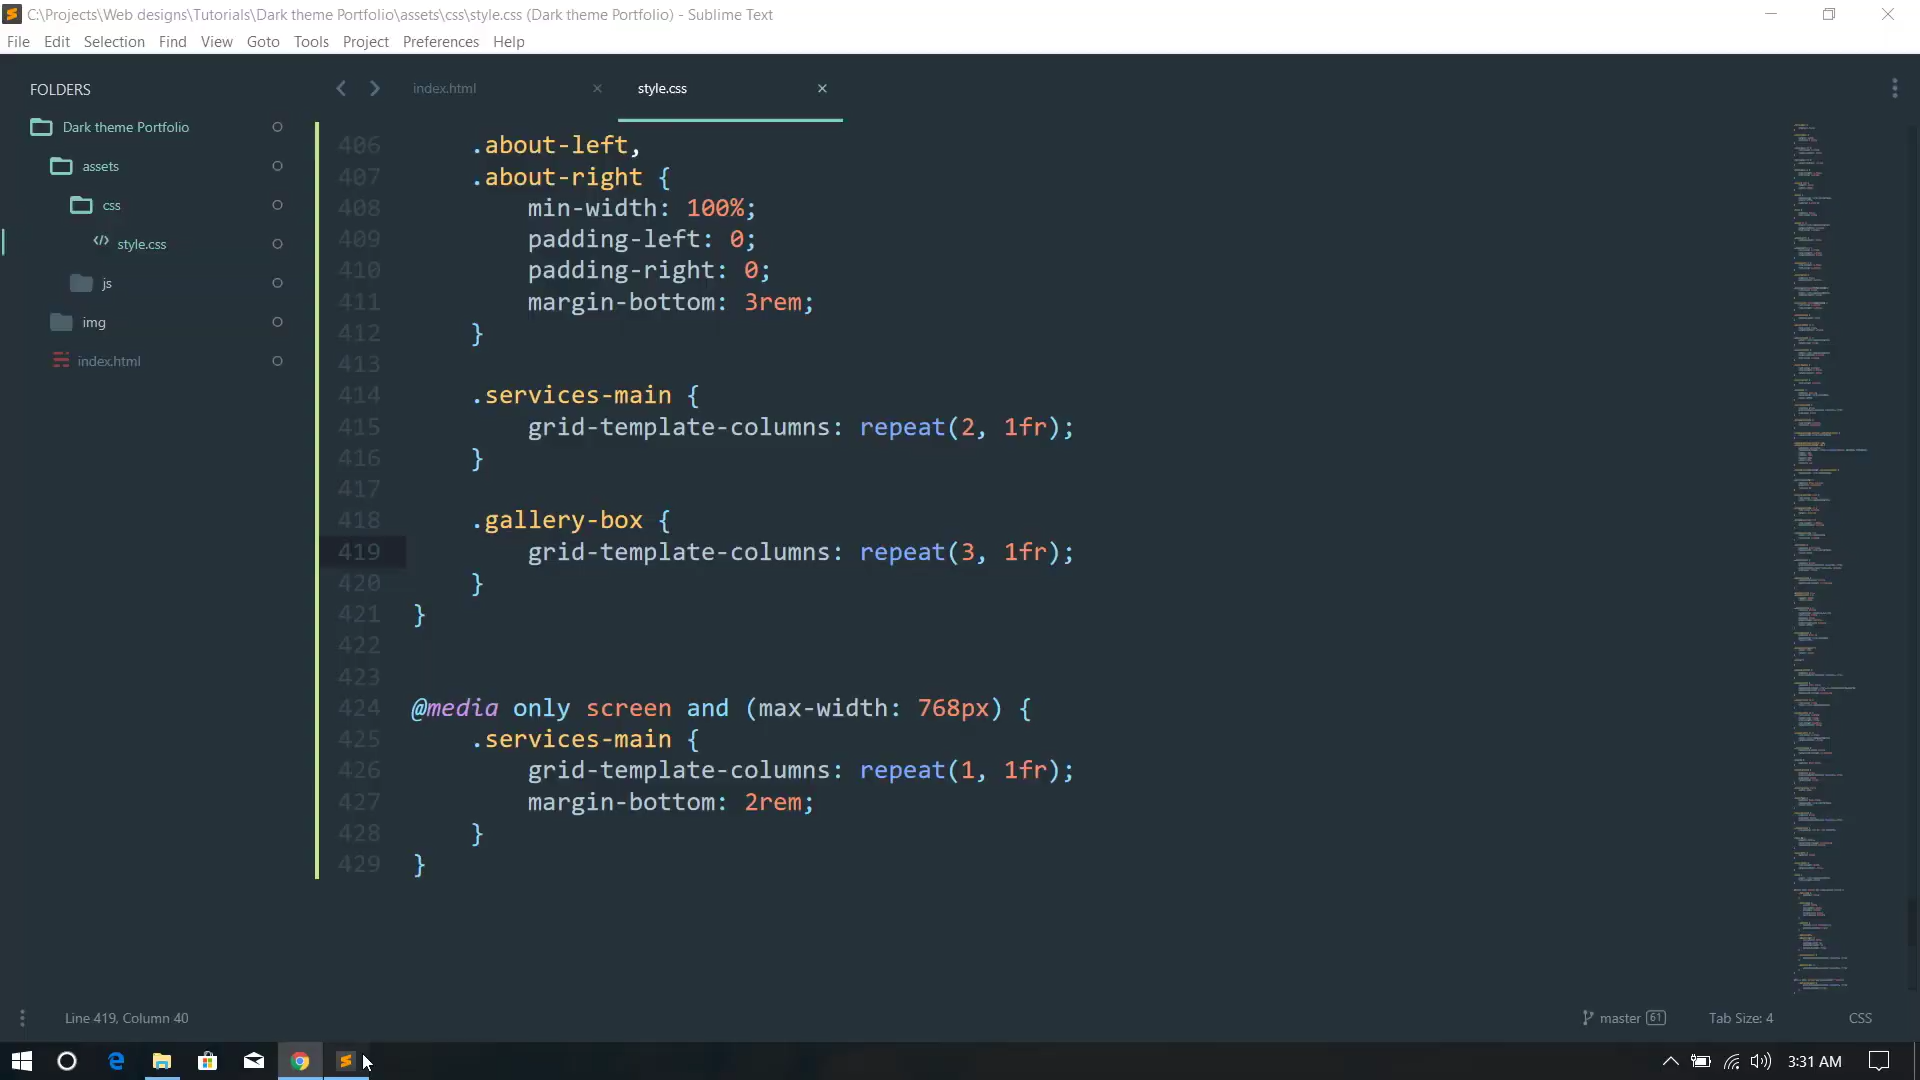 C:\Projects\Web designs\Tutorials\Dark theme Portfolio\assets\css\style.css (Dark theme Portfolio) - Sublime Text
File Edit Selection Find View Goto Tools Project Preferences Help
FOLDERS
Dark theme Portfolio
assets
css
style.css
js
img
index.html
index.html
style.css
406 .about-left,
407 .about-right {
408 min-width: 100%;
409 padding-left: 0;
410 padding-right: 0;
411 margin-bottom: 3rem;
412 }
413
414 .services-main {
415 grid-template-columns: repeat(2, 1fr);
416 }
417
418 .gallery-box {
419 grid-template-columns: repeat(3, 1fr);
420 }
421 }
422
423
424 @media only screen and (max-width: 768px) {
425 .services-main {
426 grid-template-columns: repeat(1, 1fr);
427 margin-bottom: 2rem;
428 }
429 }
Line 419, Column 40
master 61
Tab Size: 4
CSS
3:31 AM